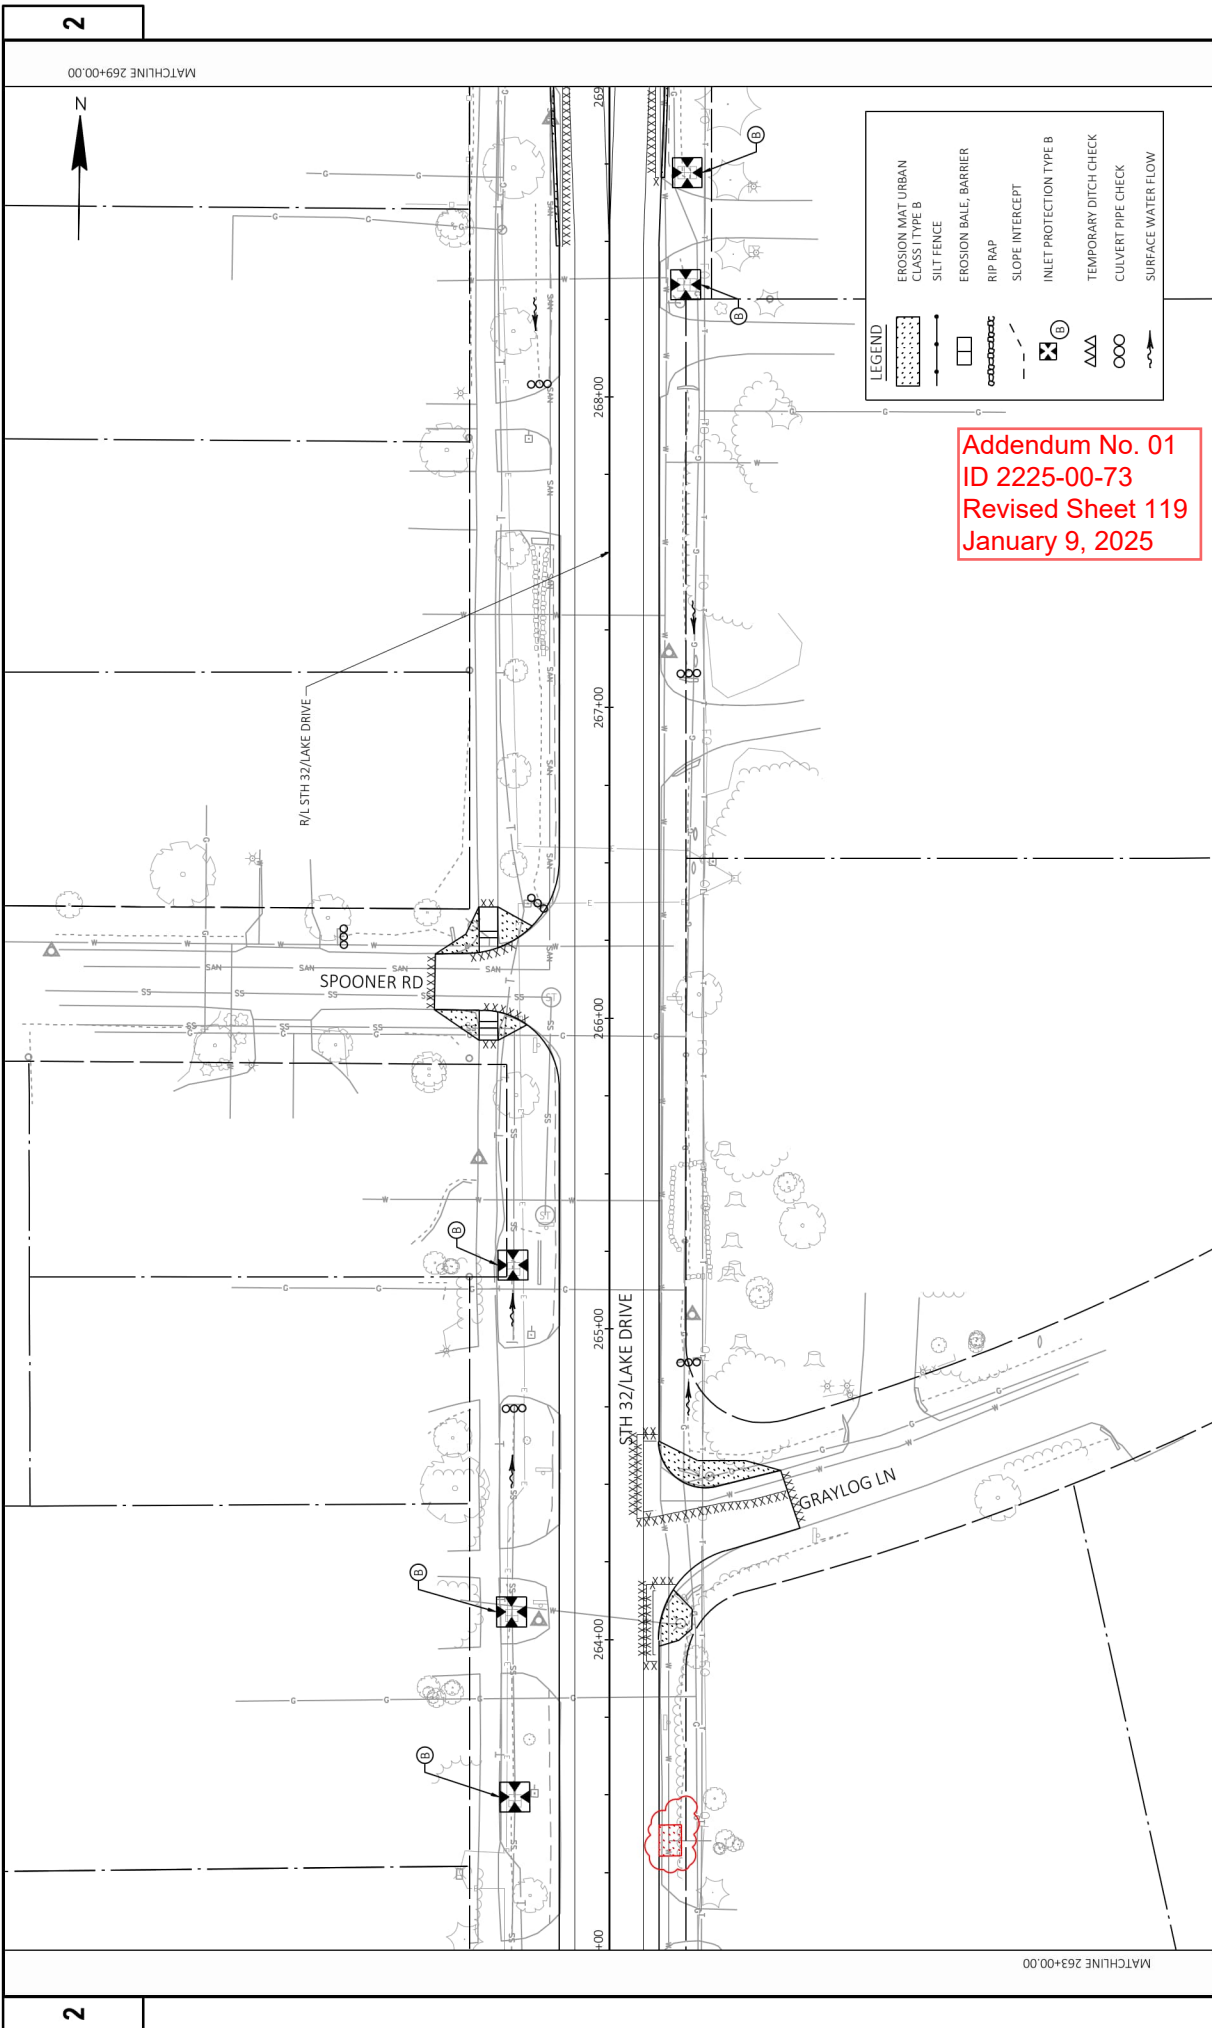 2
MATCHLINE 269+00.00
N
LEGEND
EROSION MAT URBAN
CLASS I TYPE B
SILT FENCE
EROSION BALE, BARRIER
RIP RAP
SLOPE INTERCEPT
INLET PROTECTION TYPE B
B
TEMPORARY DITCH CHECK
CULVERT PIPE CHECK
SURFACE WATER FLOW
Addendum No. 01
ID 2225-00-73
Revised Sheet 119
January 9, 2025
269
B
B
268+00
R/L STH 32/LAKE DRIVE
267+00
SPOONER RD
266+00
B
265+00
STH 32/LAKE DRIVE
GRAYLOG LN
B
264+00
B
+00
MATCHLINE 263+00.00
2